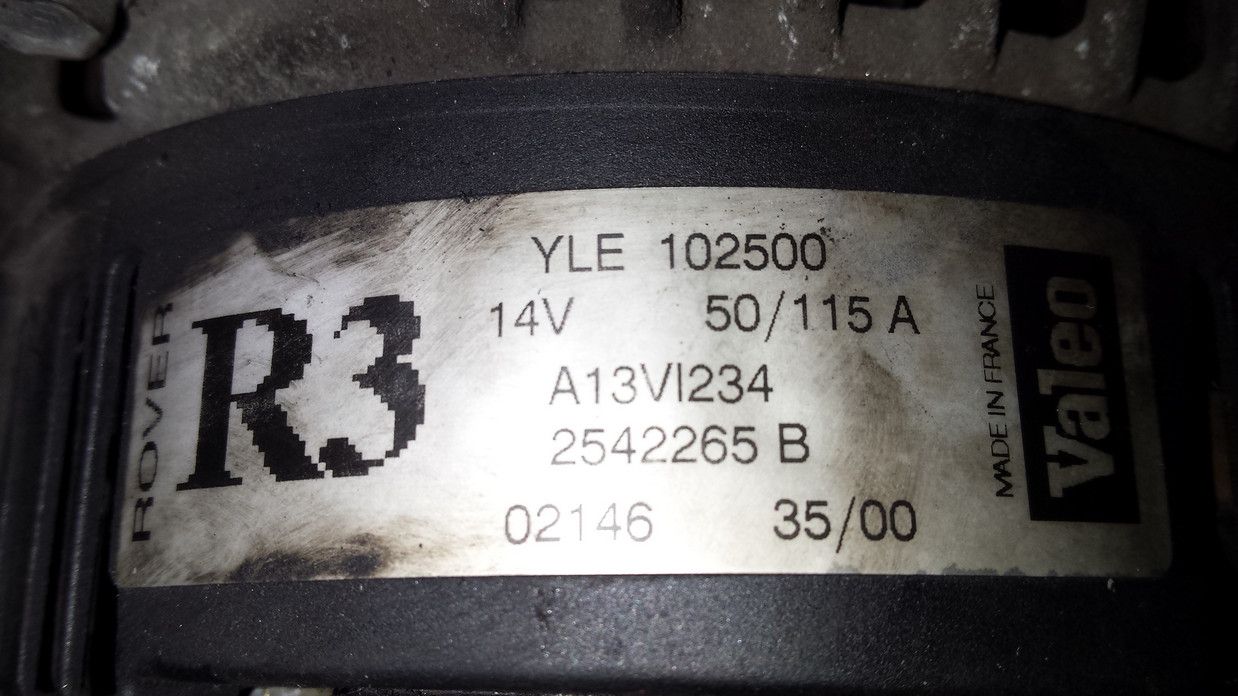 ROVER
R3
YLE 102500
14V 50/115 A
A13VI234
2542265 B
02146 35/00
MADE IN FRANCE
Valeo